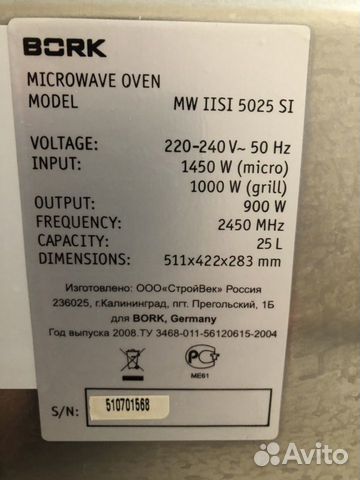 BORK
MICROWAVE OVEN
MODEL MW IISI 5025 SI
VOLTAGE: 220-240 V~ 50 Hz
INPUT: 1450 W (micro)
1000 W (grill)
OUTPUT: 900 W
FREQUENCY: 2450 MHz
CAPACITY: 25 L
DIMENSIONS: 511x422x283 mm
Изготовлено: ООО«СтройВек» Россия
236025, г.Калининград, пгт. Прегольский, 1Б
для BORK, Germany
Год выпуска 2008.ТУ 3468-011-56120615-2004
МЕ61
S/N: 510701568
Avito